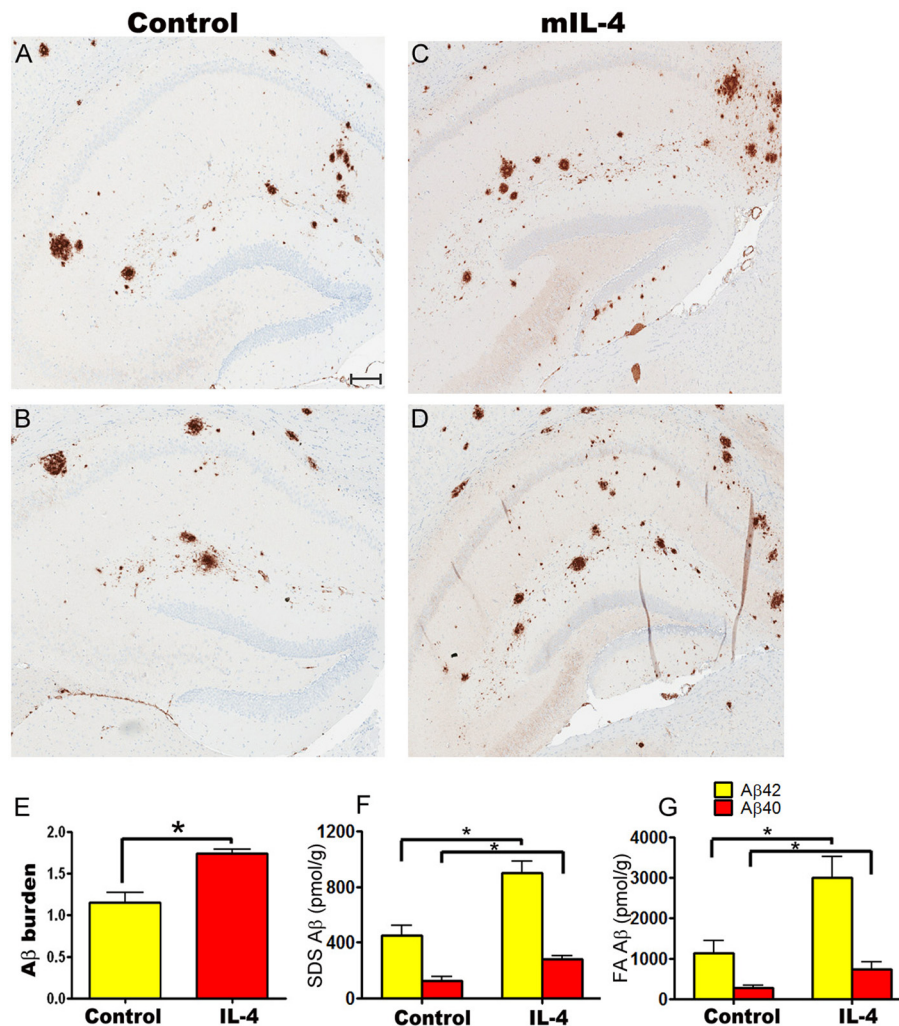 Control mIL-4
A C
B D
Aβ42
Aβ40
E
*
Aβ burden
2.0
1.5
1.0
0.5
0.0
Control IL-4
F
*
*
SDS Aβ (pmol/g)
1200
800
400
0
Control IL-4
G
*
*
FA Aβ (pmol/g)
4000
3000
2000
1000
0
Control IL-4